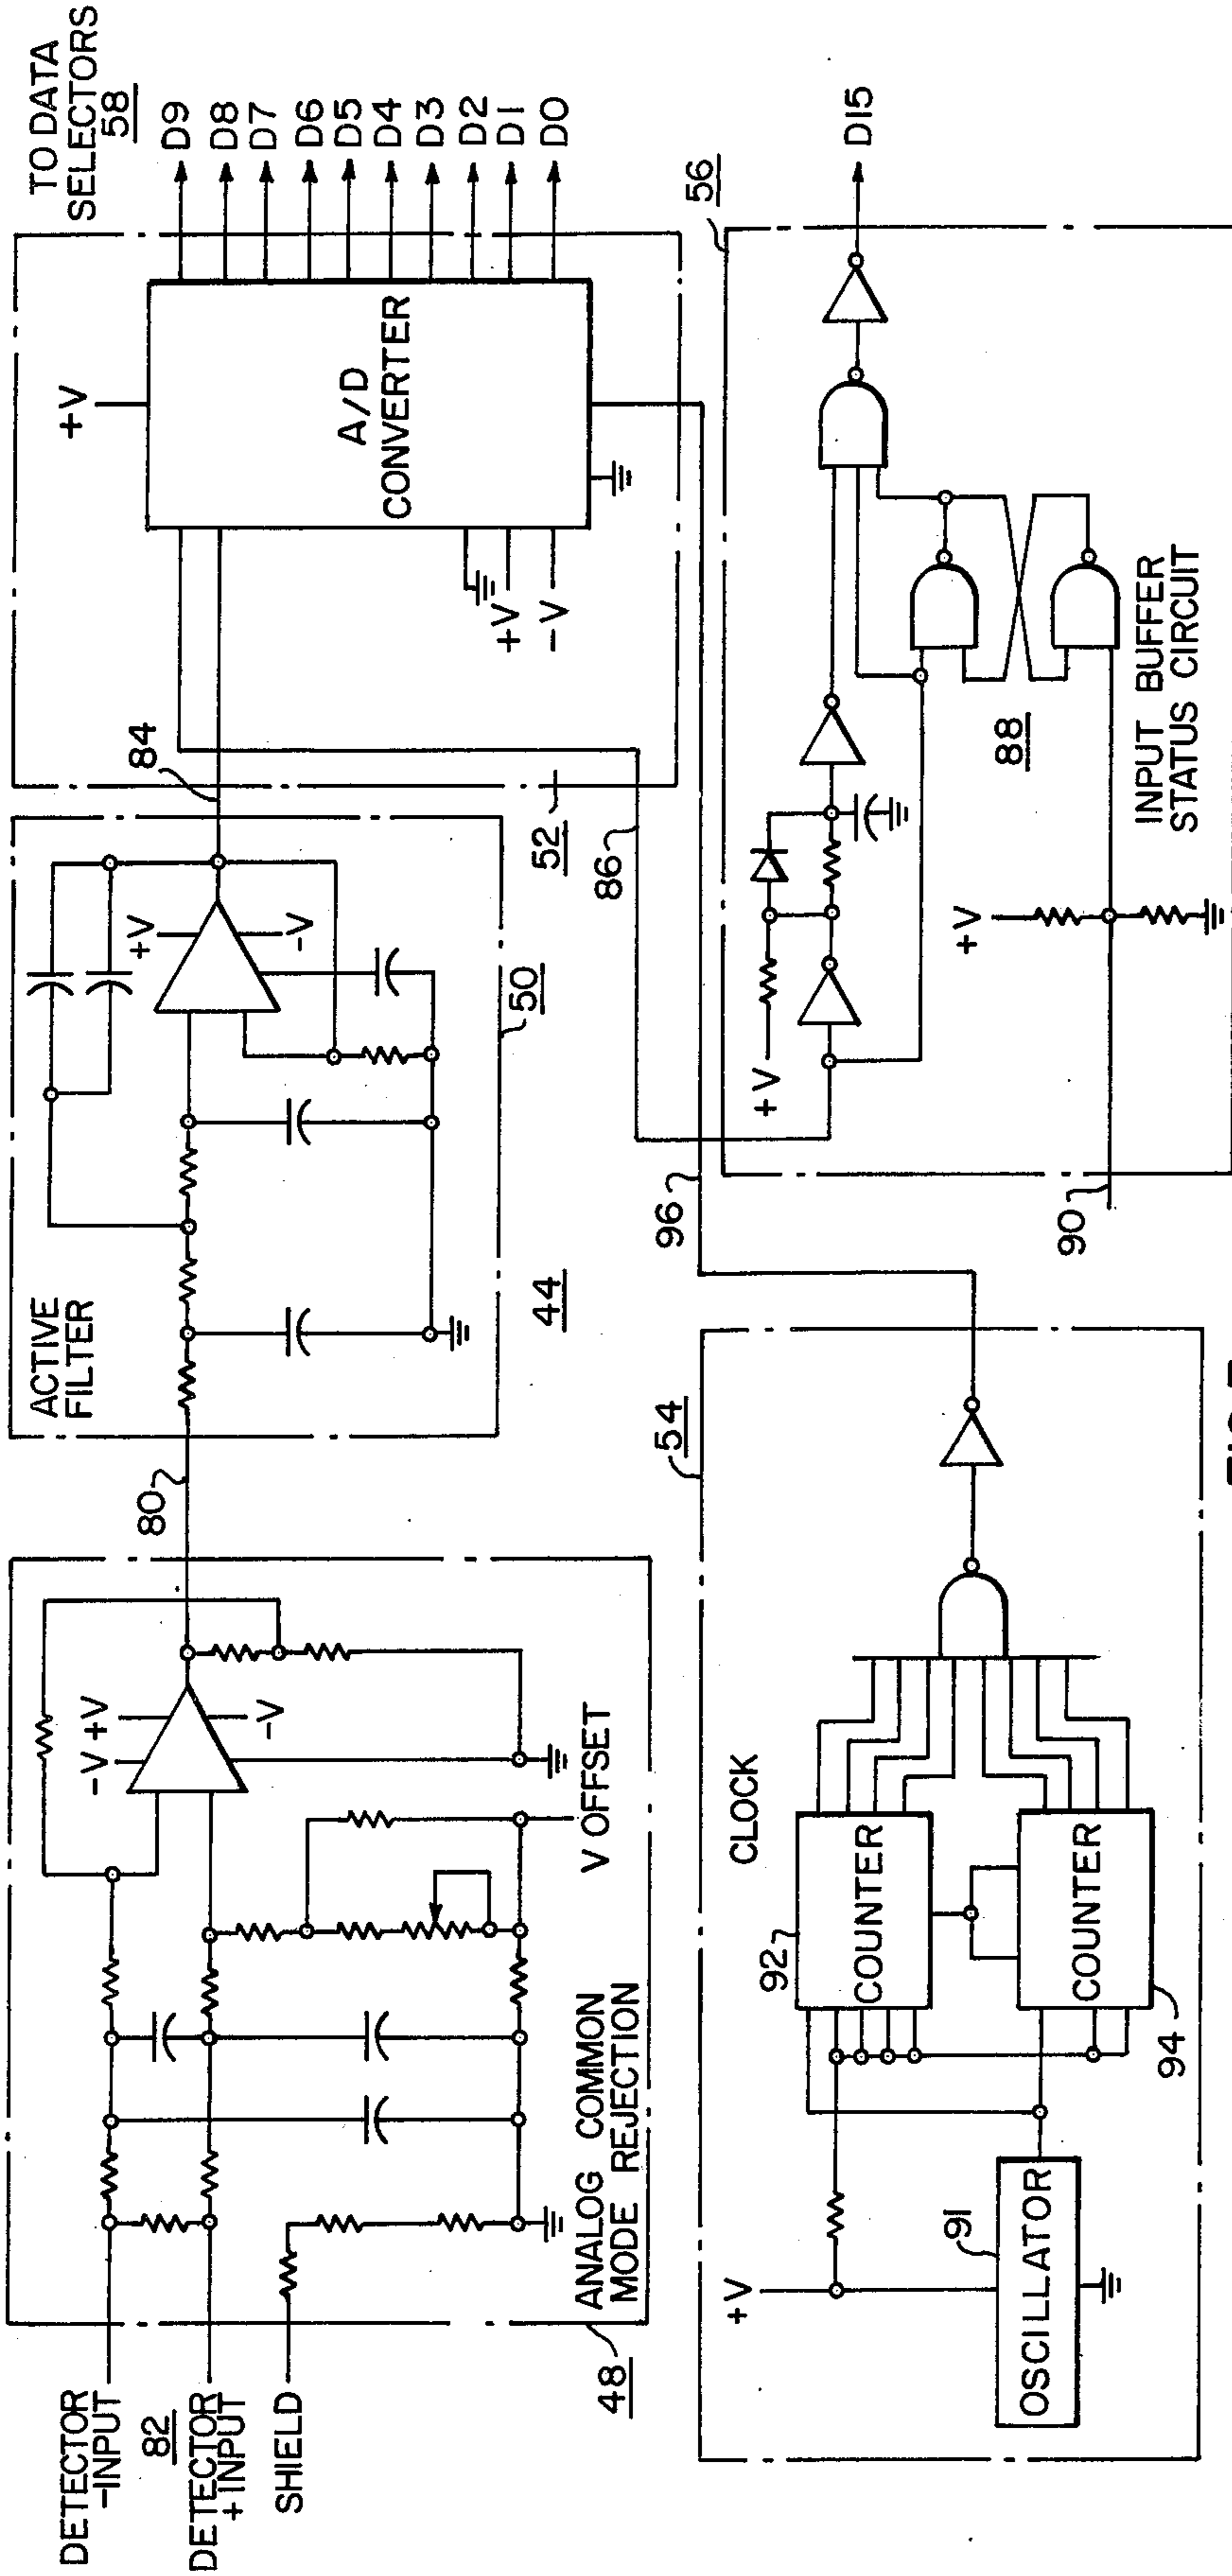 DETECTOR
-INPUT
82
DETECTOR
+INPUT
SHIELD
48
ANALOG COMMON
MODE REJECTION
-V
+V
-V
V OFFSET
80
ACTIVE
FILTER
44
50
+V
-V
84
52
86
+V
A/D
CONVERTER
+V
-V
TO DATA
SELECTORS
58
D9
D8
D7
D6
D5
D4
D3
D2
D1
D0
54
CLOCK
+V
OSCILLATOR
91
92
COUNTER
COUNTER
94
96
90
56
+V
+V
88
INPUT BUFFER
STATUS CIRCUIT
D15